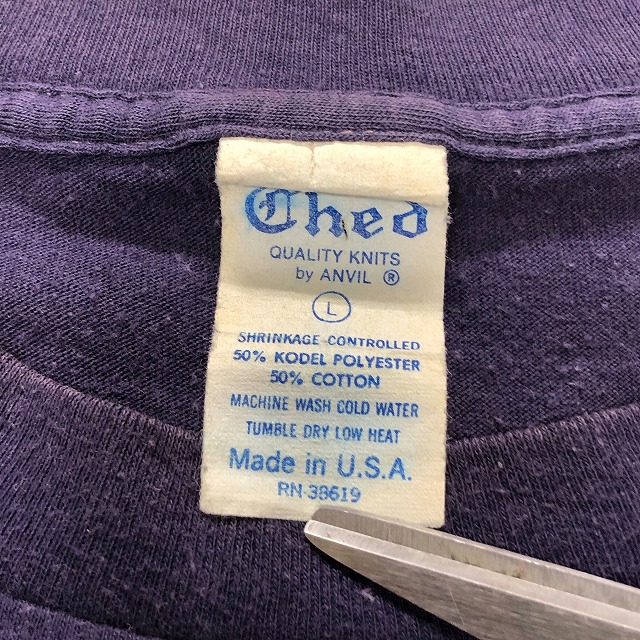 Ched
QUALITY KNITS
by ANVIL ®
L
SHRINKAGE CONTROLLED
50% KODEL POLYESTER
50% COTTON
MACHINE WASH COLD WATER
TUMBLE DRY LOW HEAT
Made in U.S.A.
RN-38619